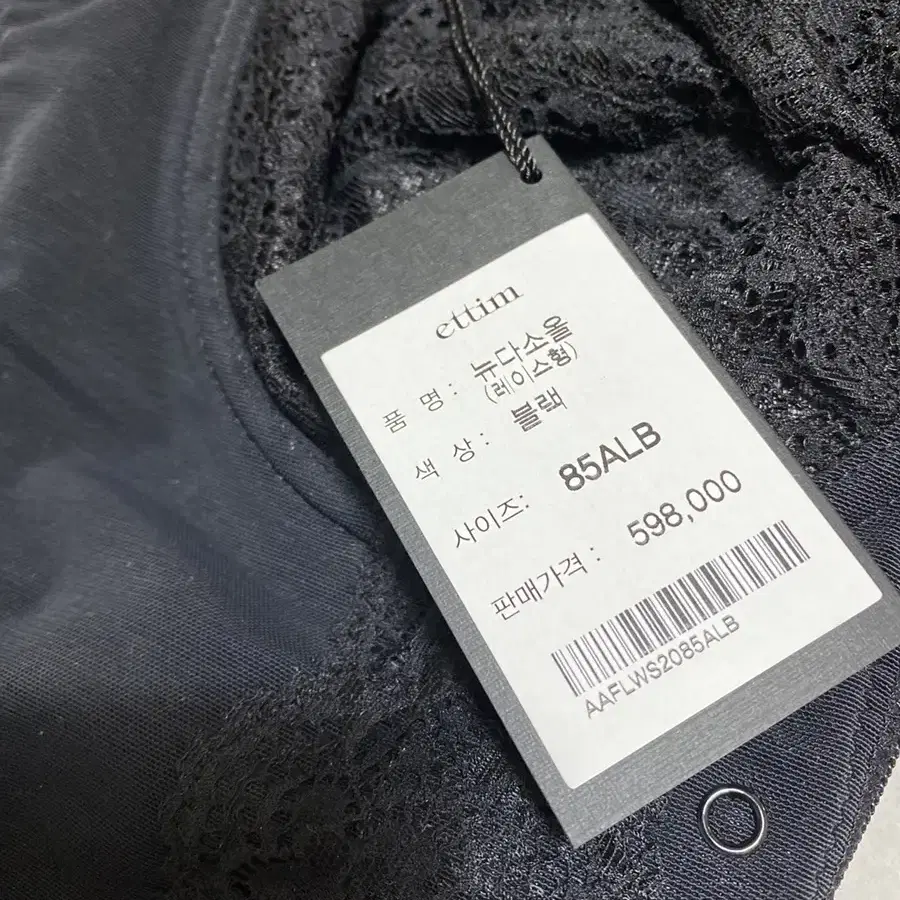 ettim
품 명 : 뉴다소올
(레이스형)
색 상 : 블랙
사이즈: 85ALB
판매가격 : 598,000
AAFLWS2085ALB